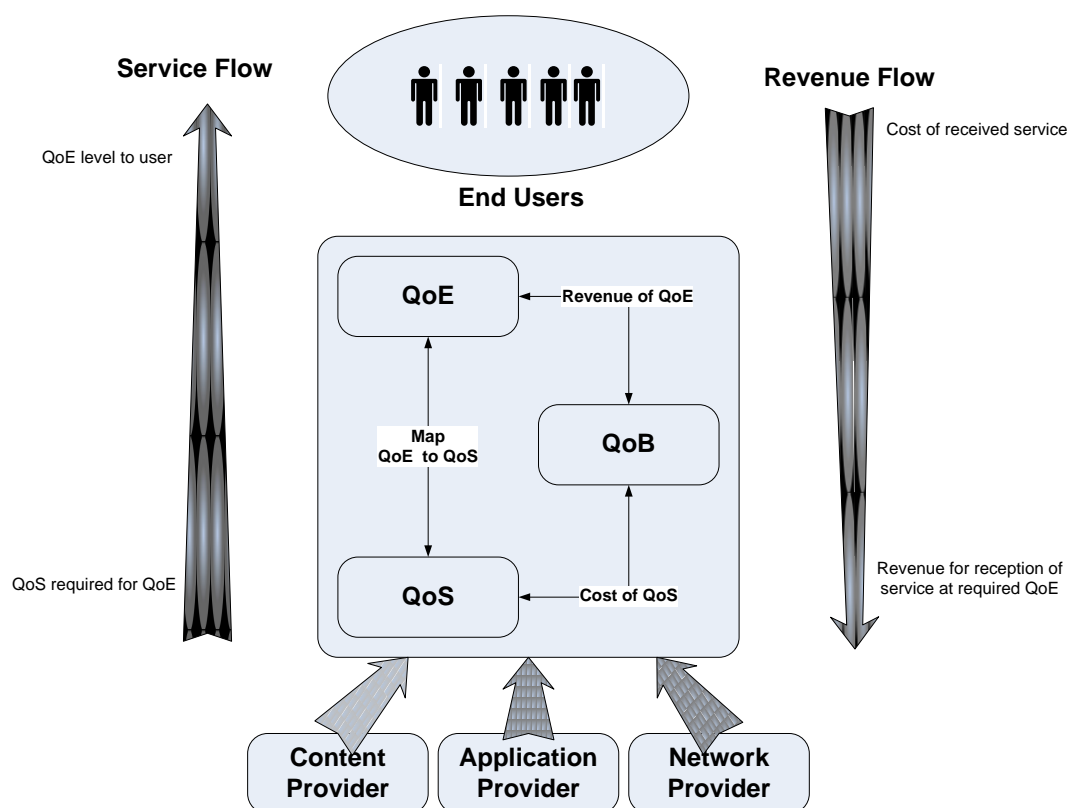 Service Flow
Revenue Flow
QoE level to user
Cost of received service
End Users
QoE
Revenue of QoE
Map
QoE to QoS
QoB
QoS required for QoE
QoS
Cost of QoS
Revenue for reception of
service at required QoE
Content
Provider
Application
Provider
Network
Provider